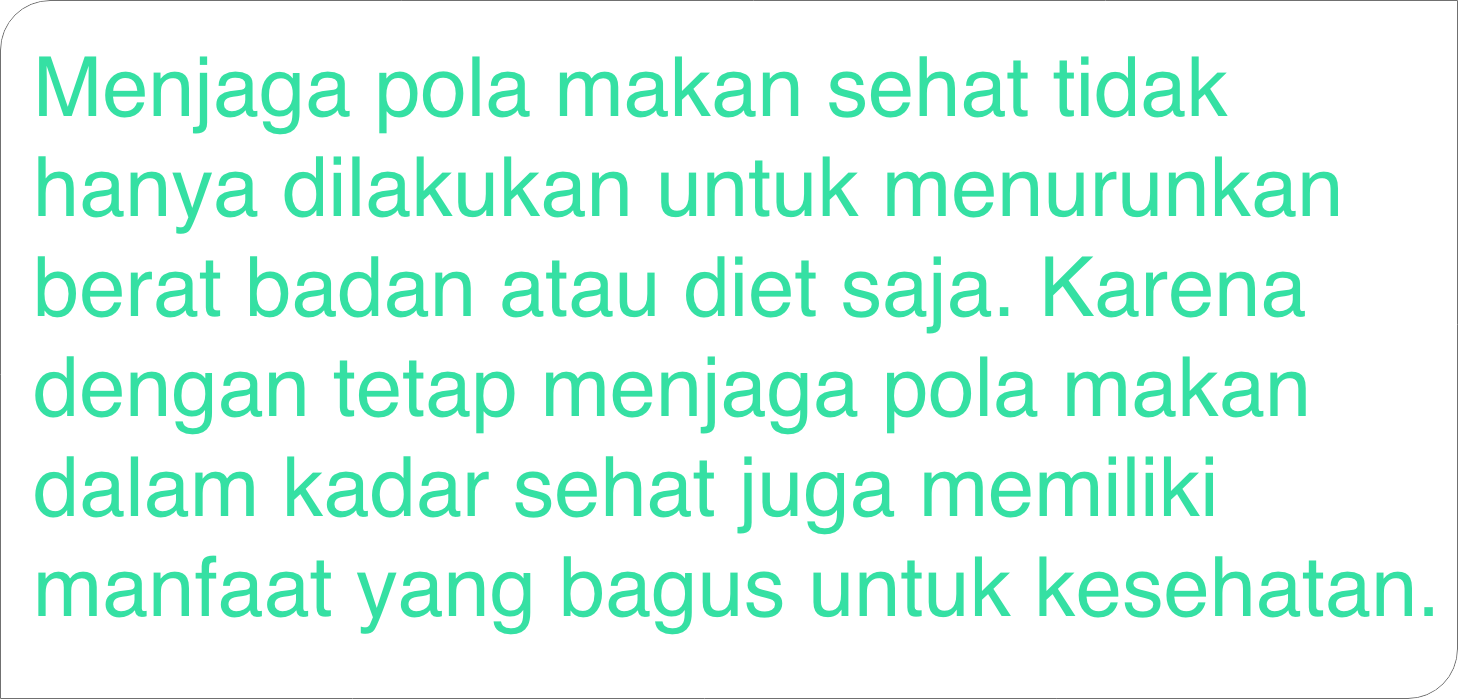 Menjaga pola makan sehat tidak
hanya dilakukan untuk menurunkan
berat badan atau diet saja. Karena
dengan tetap menjaga pola makan
dalam kadar sehat juga memiliki
manfaat yang bagus untuk kesehatan.